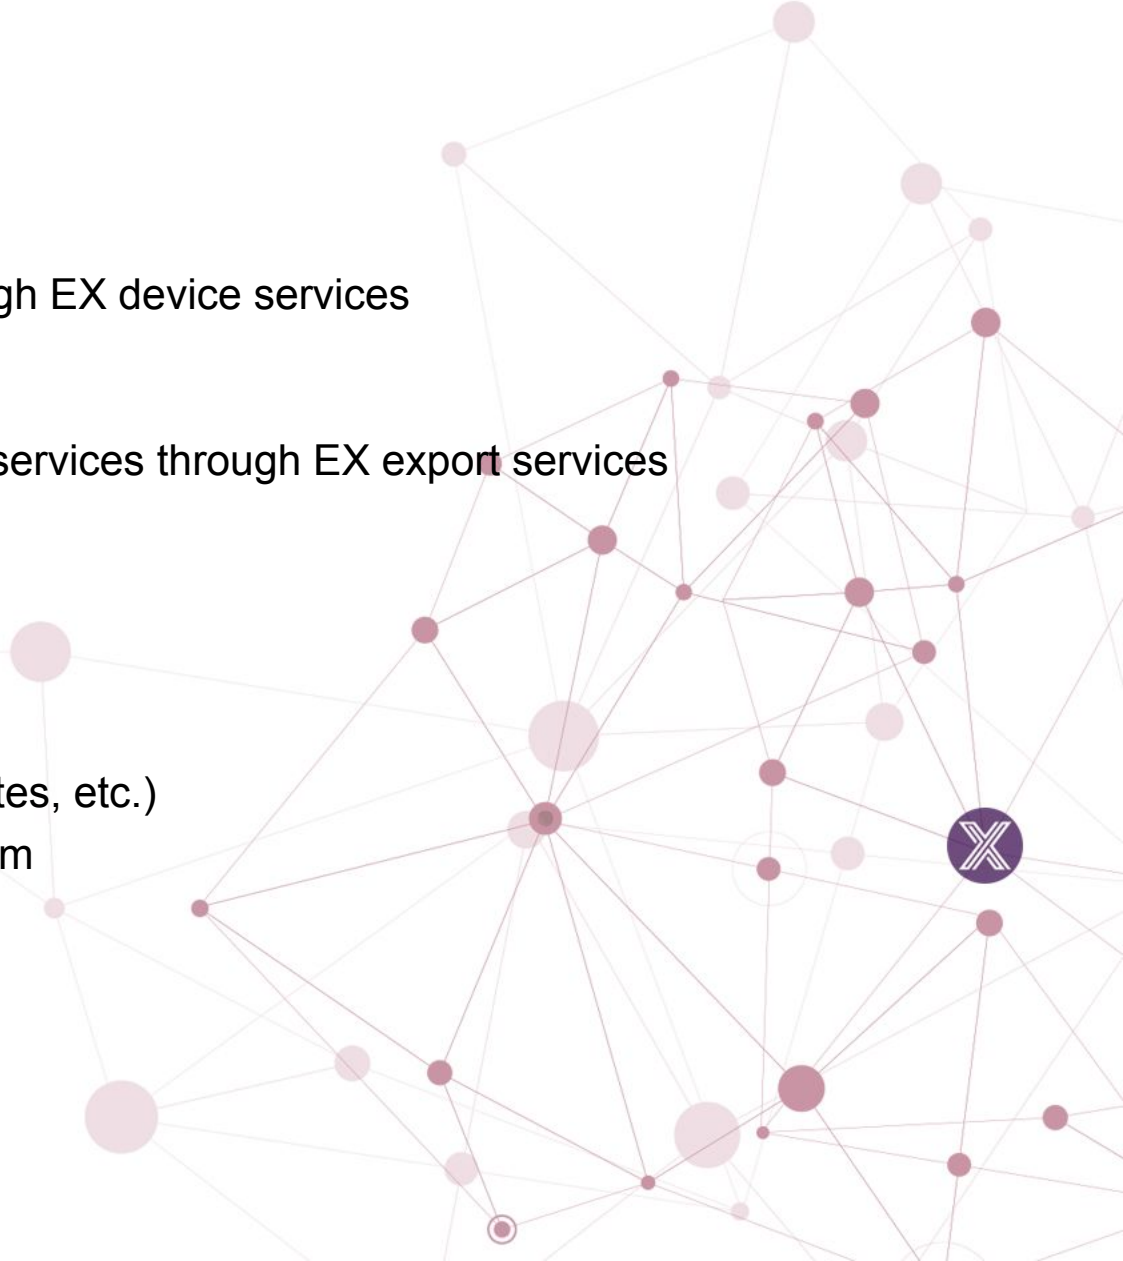 gh EX device services
services through EX export services
tes, etc.)
m